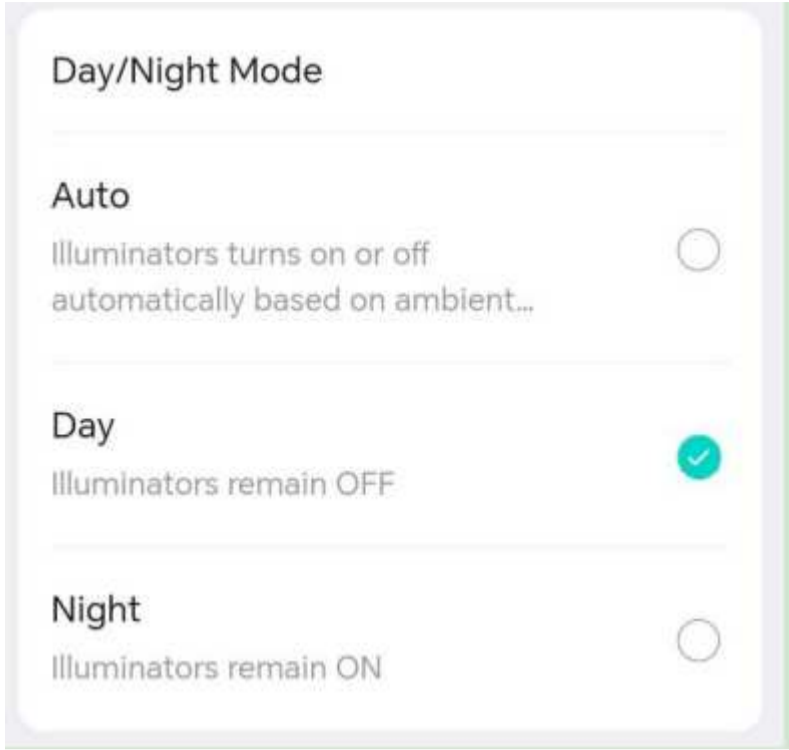 Day/Night Mode
Auto
Illuminators turns on or off
automatically based on ambient...
Day
Illuminators remain OFF
Night
Illuminators remain ON